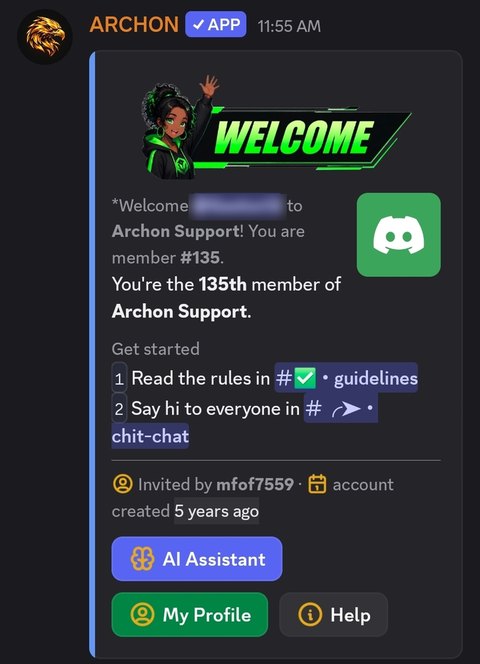 ARCHON ✓ APP 11:55 AM
WELCOME
*Welcome to
Archon Support! You are
member #135.
You're the 135th member of
Archon Support.
Get started
1 Read the rules in #✅ • guidelines
2 Say hi to everyone in # •
chit-chat
Invited by mfof7559 · account
created 5 years ago
AI Assistant
My Profile
Help